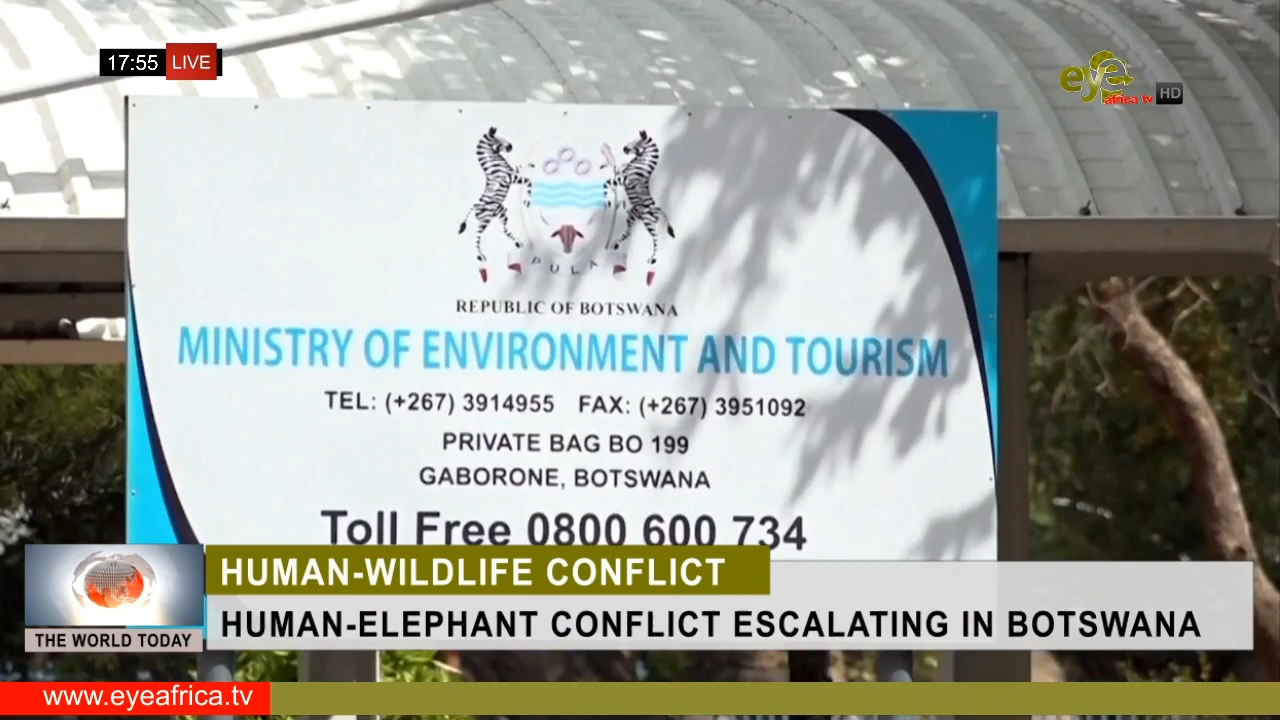 17:55 LIVE
eye africa tv HD
PULA
REPUBLIC OF BOTSWANA
MINISTRY OF ENVIRONMENT AND TOURISM
TEL: (+267) 3914955 FAX: (+267) 3951092
PRIVATE BAG BO 199
GABORONE, BOTSWANA
Toll Free 0800 600 734
HUMAN-WILDLIFE CONFLICT
HUMAN-ELEPHANT CONFLICT ESCALATING IN BOTSWANA
THE WORLD TODAY
www.eyeafrica.tv